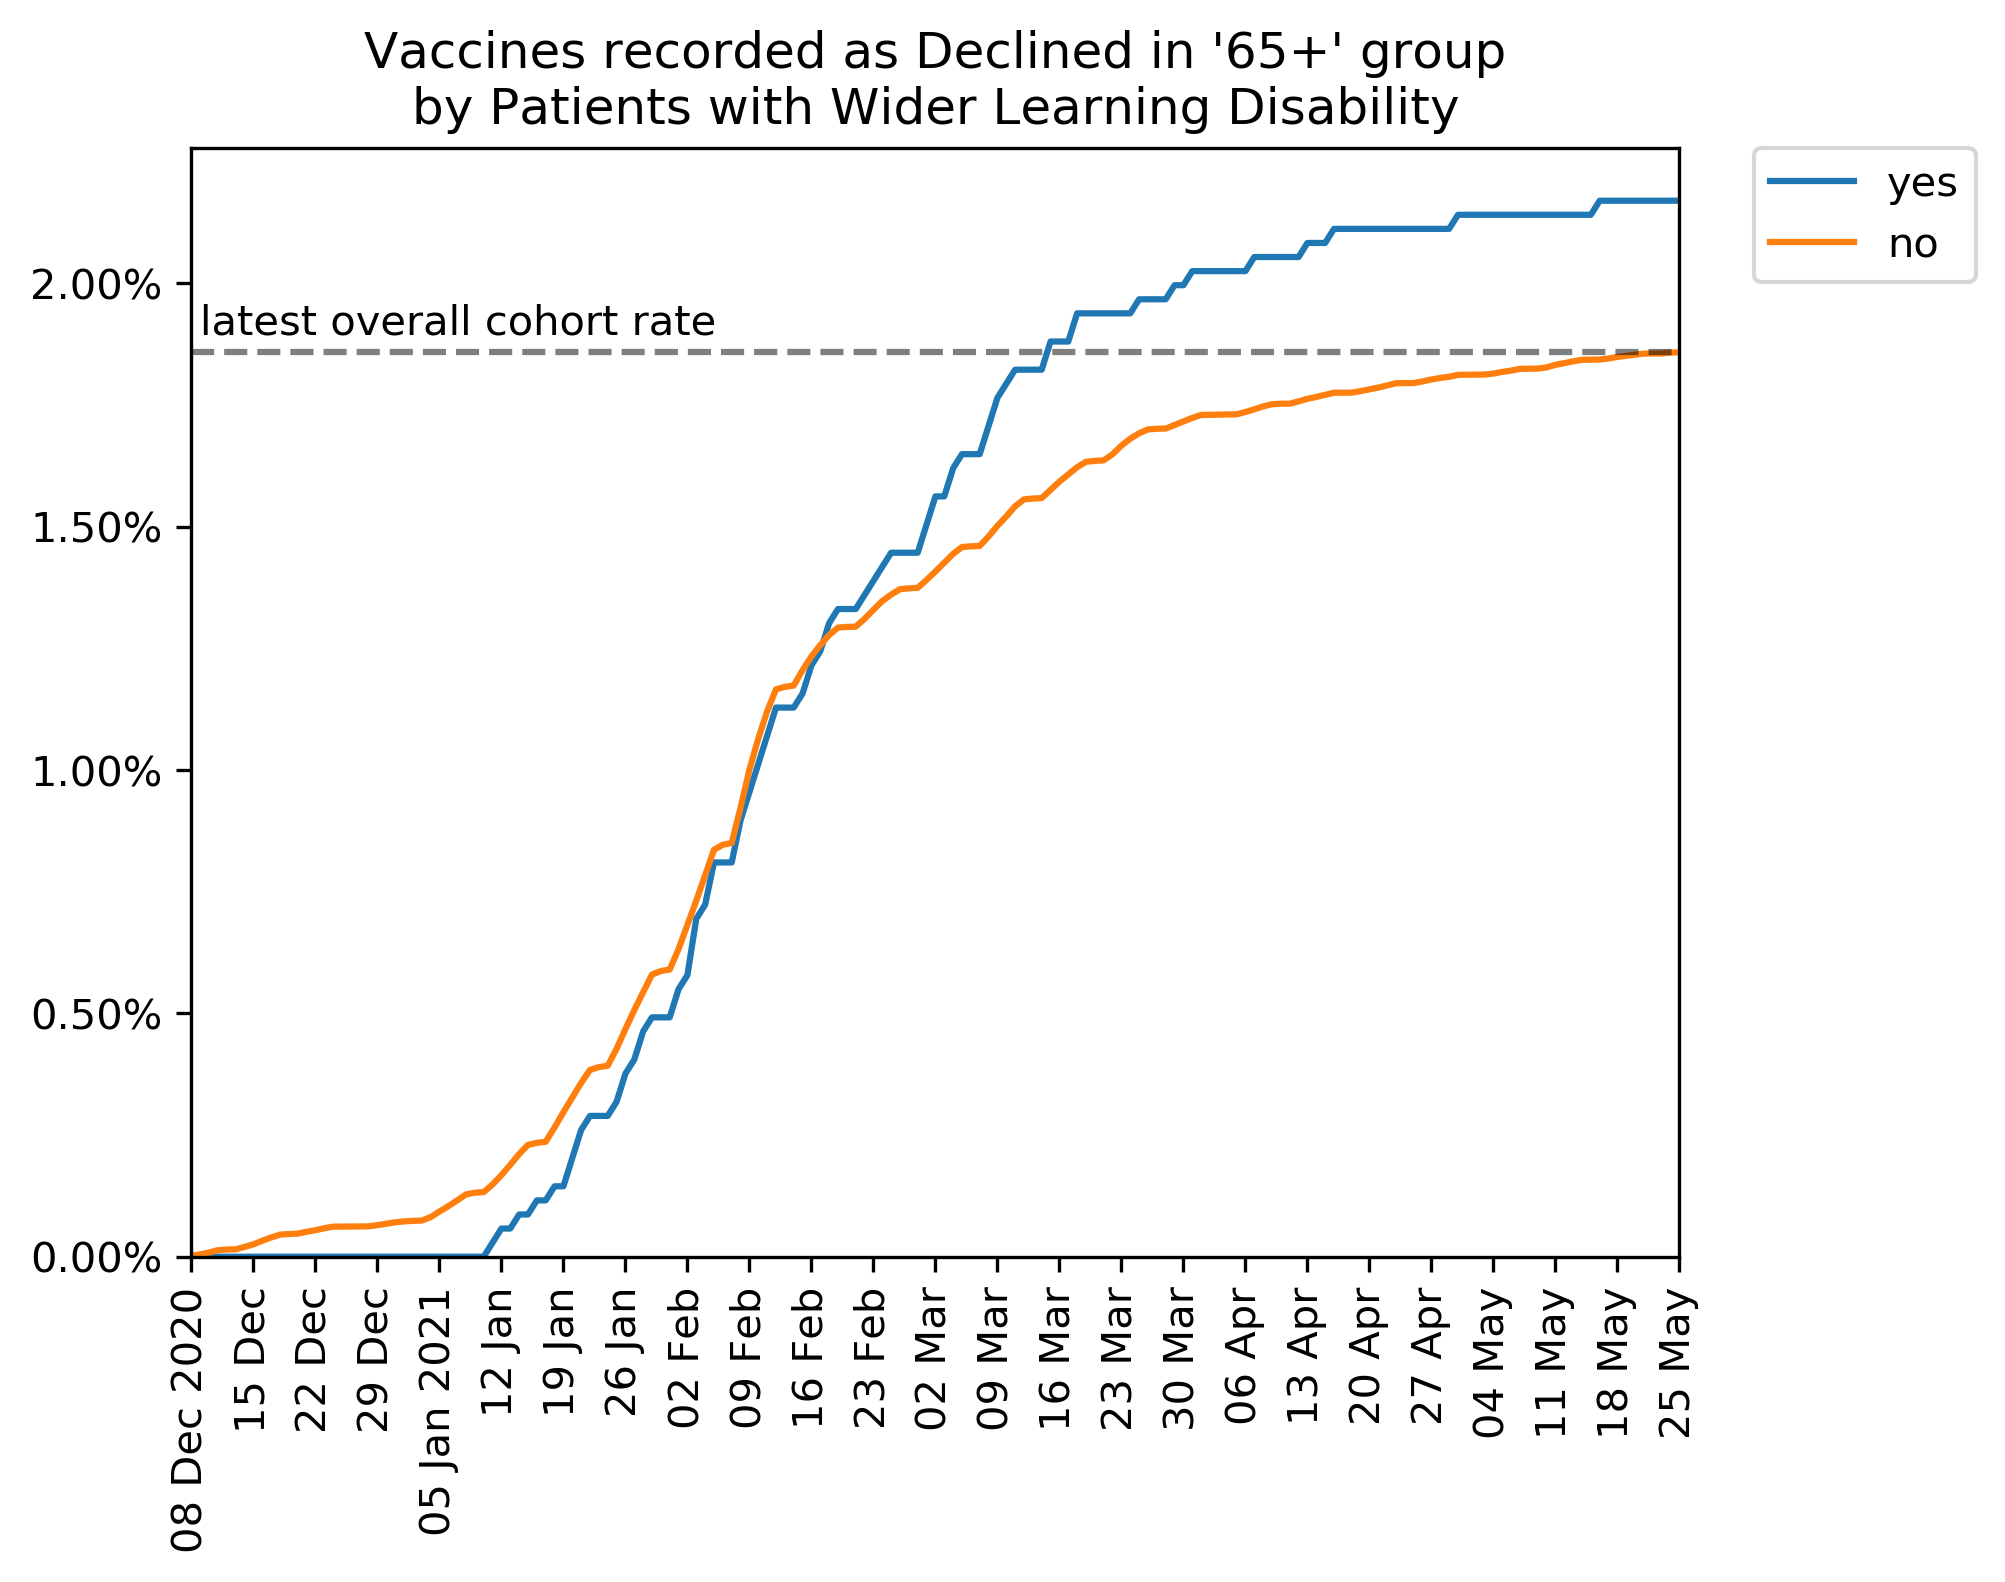 Vaccines recorded as Declined in '65+' group
by Patients with Wider Learning Disability
yes
no
2.00%
latest overall cohort rate
1.50%
1.00%
0.50%
0.00%
08 Dec 2020
15 Dec
22 Dec
29 Dec
05 Jan 2021
12 Jan
19 Jan
26 Jan
02 Feb
09 Feb
16 Feb
23 Feb
02 Mar
09 Mar
16 Mar
23 Mar
30 Mar
06 Apr
13 Apr
20 Apr
27 Apr
04 May
11 May
18 May
25 May